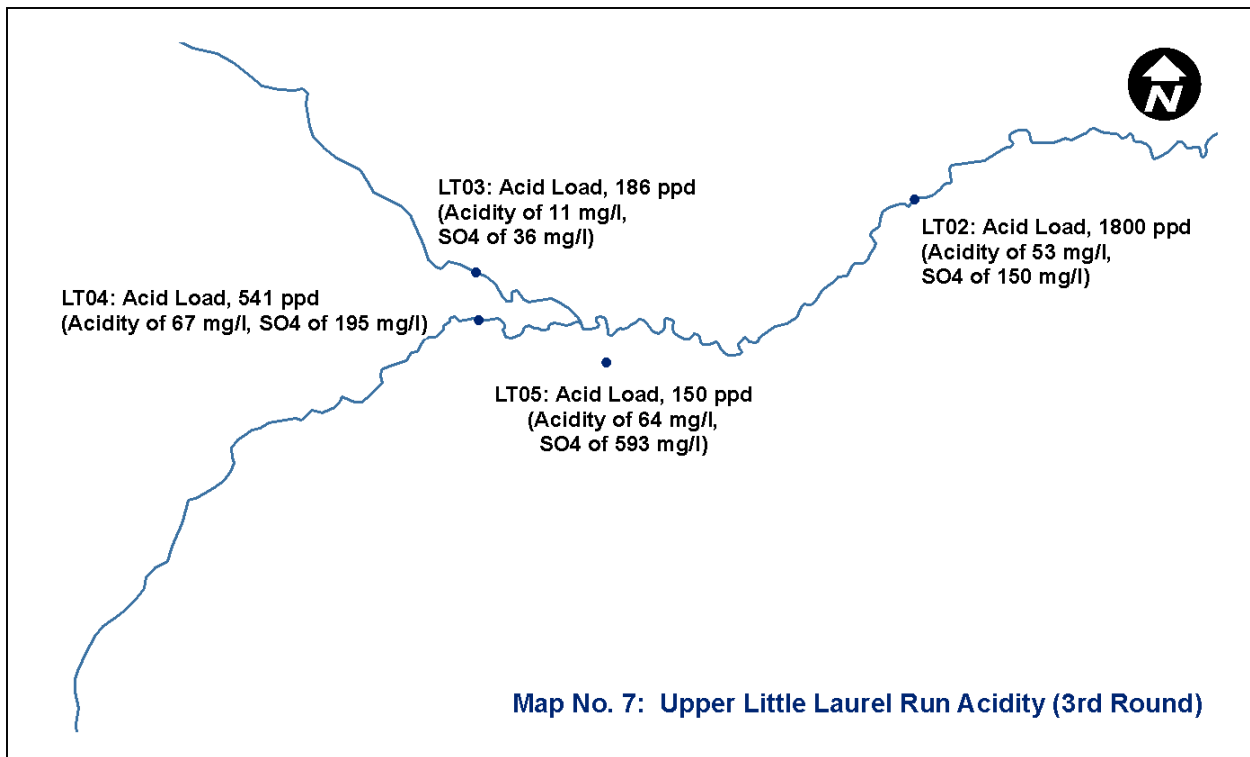 N
LT03: Acid Load, 186 ppd
(Acidity of 11 mg/l,
SO4 of 36 mg/l)
LT02: Acid Load, 1800 ppd
(Acidity of 53 mg/l,
SO4 of 150 mg/l)
LT04: Acid Load, 541 ppd
(Acidity of 67 mg/l, SO4 of 195 mg/l)
LT05: Acid Load, 150 ppd
(Acidity of 64 mg/l,
SO4 of 593 mg/l)
Map No. 7: Upper Little Laurel Run Acidity (3rd Round)